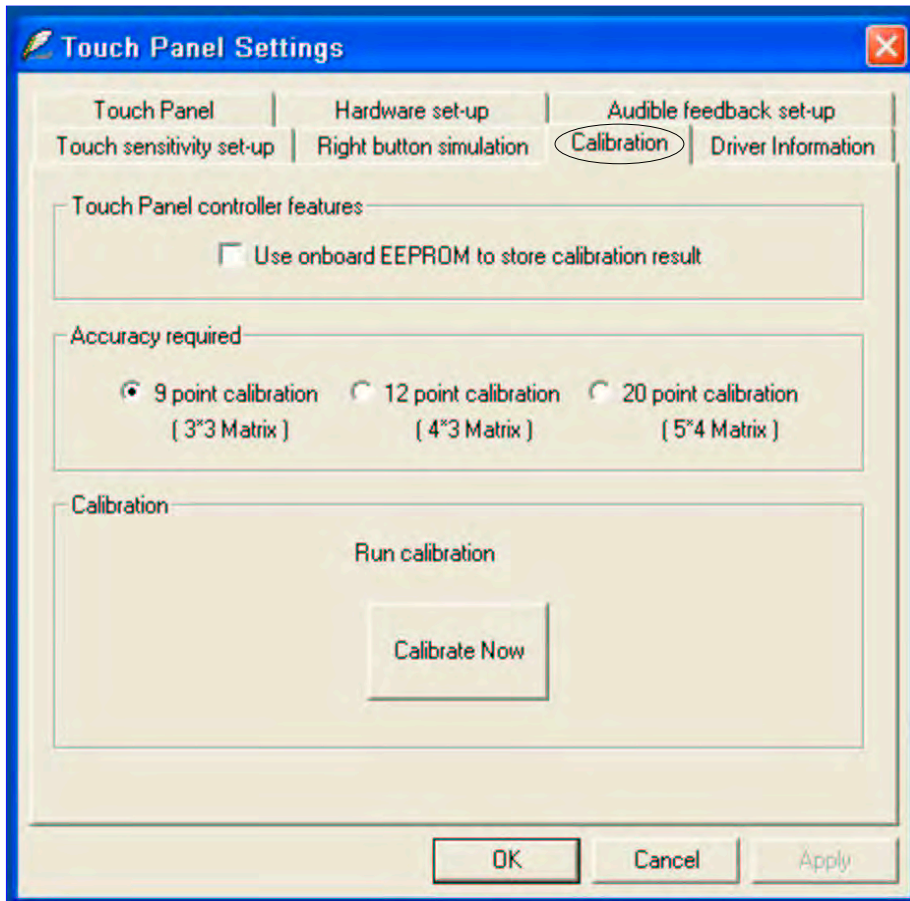 Touch Panel Settings
Touch Panel Hardware set-up Audible feedback set-up
Touch sensitivity set-up Right button simulation Calibration Driver Information
Touch Panel controller features
Use onboard EEPROM to store calibration result
Accuracy required
9 point calibration 12 point calibration 20 point calibration
( 3*3 Matrix ) ( 4*3 Matrix ) ( 5*4 Matrix )
Calibration
Run calibration
Calibrate Now
OK Cancel Apply